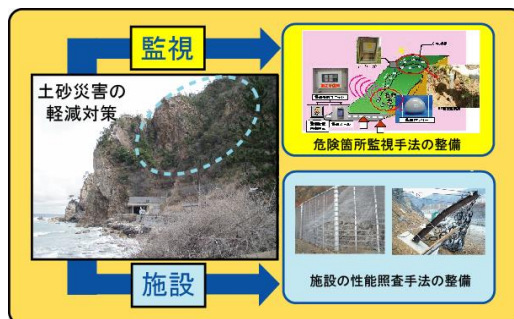 監視
土砂災害の
軽減対策
危険箇所監視手法の整備
施設
施設の性能照査手法の整備